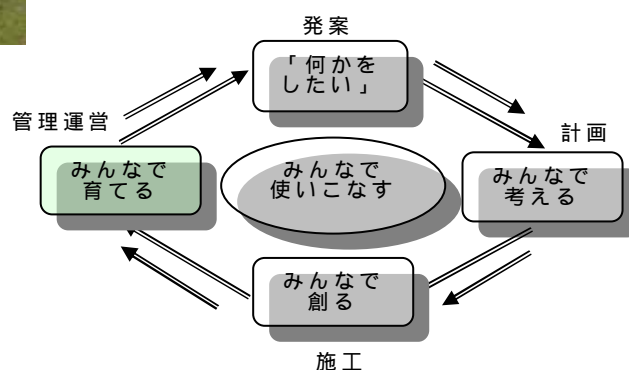 発案
「何かを
したい」
管理運営
計画
みんなで
育てる
みんなで
使いこなす
みんなで
考える
みんなで
創る
施工